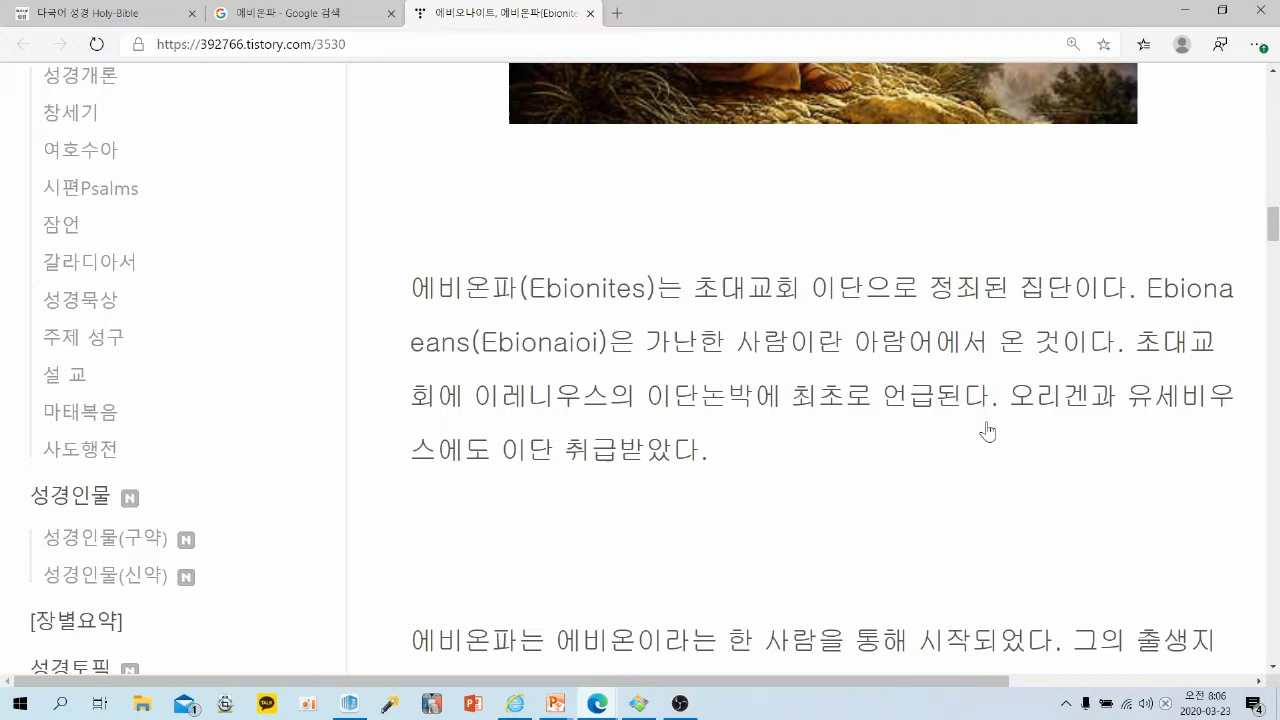 다국어 성경 Holy-Bible
에비온파 - Google 검색
에비오나이트, 에비온파(Ebionite
https://392766.tistory.com/3530
성경개론
창세기
여호수아
시편Psalms
잠언
갈라디아서
성경묵상
주제 성구
설 교
마태복음
사도행전
성경인물 N
성경인물(구약) N
성경인물(신약) N
[장별요약]
성경토픽 N
에비온파(Ebionites)는 초대교회 이단으로 정죄된 집단이다. Ebiona
eans(Ebionaioi)은 가난한 사람이란 아람어에서 온 것이다. 초대교
회에 이레니우스의 이단논박에 최초로 언급된다. 오리겐과 유세비우
스에도 이단 취급받았다.
에비온파는 에비온이라는 한 사람을 통해 시작되었다. 그의 출생지
오전 8:06
2020-03-23